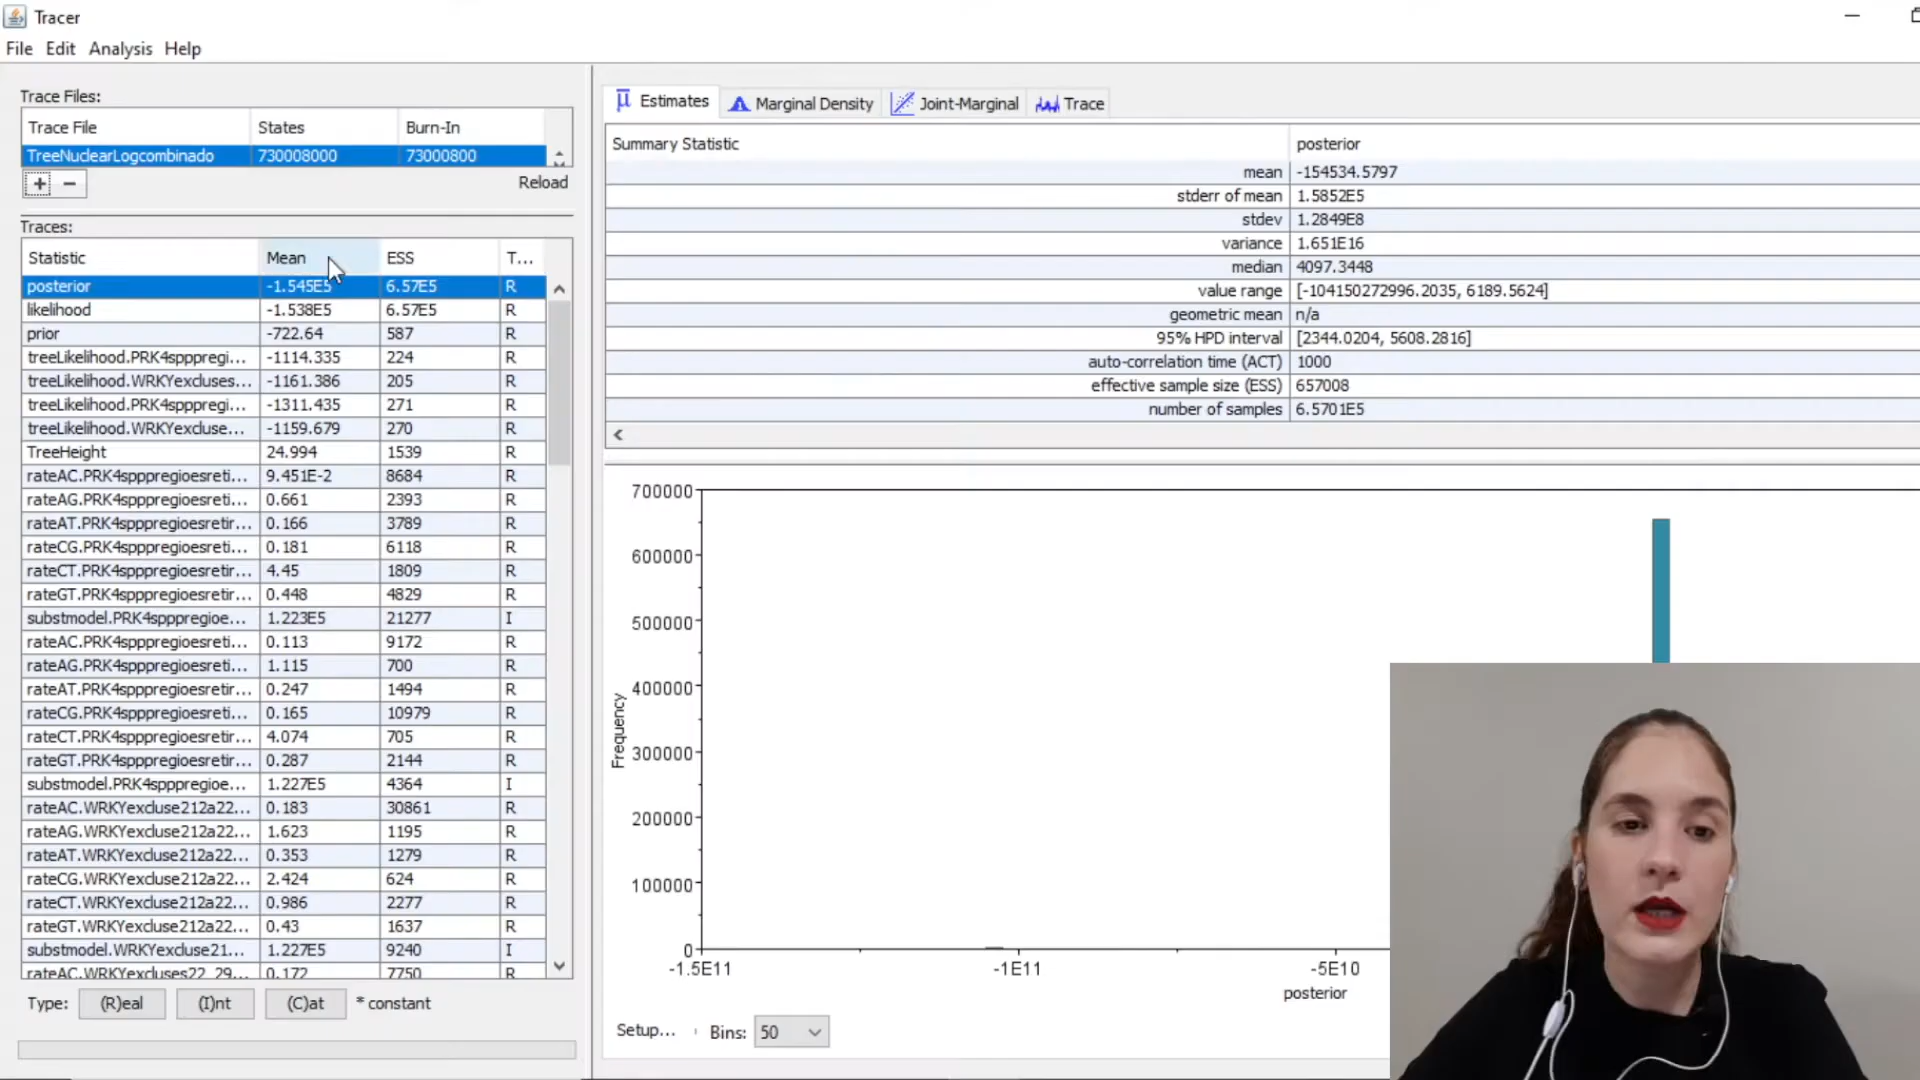 Tracer
File Edit Analysis Help
Trace Files:
Trace File States Burn-In
TreeNuclearLogcombinado 730008000 73000800
+ − Reload
Traces:
Statistic Mean ESS T...
posterior -1.545E5 6.57E5 R
likelihood -1.538E5 6.57E5 R
prior -722.64 587 R
treeLikelihood.PRK4spppregi... -1114.335 224 R
treeLikelihood.WRKYexcluses... -1161.386 205 R
treeLikelihood.PRK4spppregi... -1311.435 271 R
treeLikelihood.WRKYexcluse... -1159.679 270 R
TreeHeight 24.994 1539 R
rateAC.PRK4spppregioesreti... 9.451E-2 8684 R
rateAG.PRK4spppregioesreti... 0.661 2393 R
rateAT.PRK4spppregioesretir... 0.166 3789 R
rateCG.PRK4spppregioesreti... 0.181 6118 R
rateCT.PRK4spppregioesretir... 4.45 1809 R
rateGT.PRK4spppregioesretir... 0.448 4829 R
substmodel.PRK4spppregioe... 1.223E5 21277 I
rateAC.PRK4spppregioesreti... 0.113 9172 R
rateAG.PRK4spppregioesreti... 1.115 700 R
rateAT.PRK4spppregioesretir... 0.247 1494 R
rateCG.PRK4spppregioesreti... 0.165 10979 R
rateCT.PRK4spppregioesretir... 4.074 705 R
rateGT.PRK4spppregioesretir... 0.287 2144 R
substmodel.PRK4spppregioe... 1.227E5 4364 I
rateAC.WRKYexcluse212a22... 0.183 30861 R
rateAG.WRKYexcluse212a22... 1.623 1195 R
rateAT.WRKYexcluse212a22... 0.353 1279 R
rateCG.WRKYexcluse212a22... 2.424 624 R
rateCT.WRKYexcluse212a22... 0.986 2277 R
rateGT.WRKYexcluse212a22... 0.43 1637 R
substmodel.WRKYexcluse21... 1.227E5 9240 I
rateAC.WRKYexcluses22_29... 0.172 7750 R
Type: (R)eal (I)nt (C)at * constant
Estimates Marginal Density Joint-Marginal Trace
Summary Statistic posterior
mean -154534.5797
stderr of mean 1.5852E5
stdev 1.2849E8
variance 1.651E16
median 4097.3448
value range [-104150272996.2035, 6189.5624]
geometric mean n/a
95% HPD interval [2344.0204, 5608.2816]
auto-correlation time (ACT) 1000
effective sample size (ESS) 657008
number of samples 6.5701E5
700000
600000
500000
400000
300000
200000
100000
0
Frequency
-1.5E11 -1E11 -5E10
posterior
Setup... Bins: 50